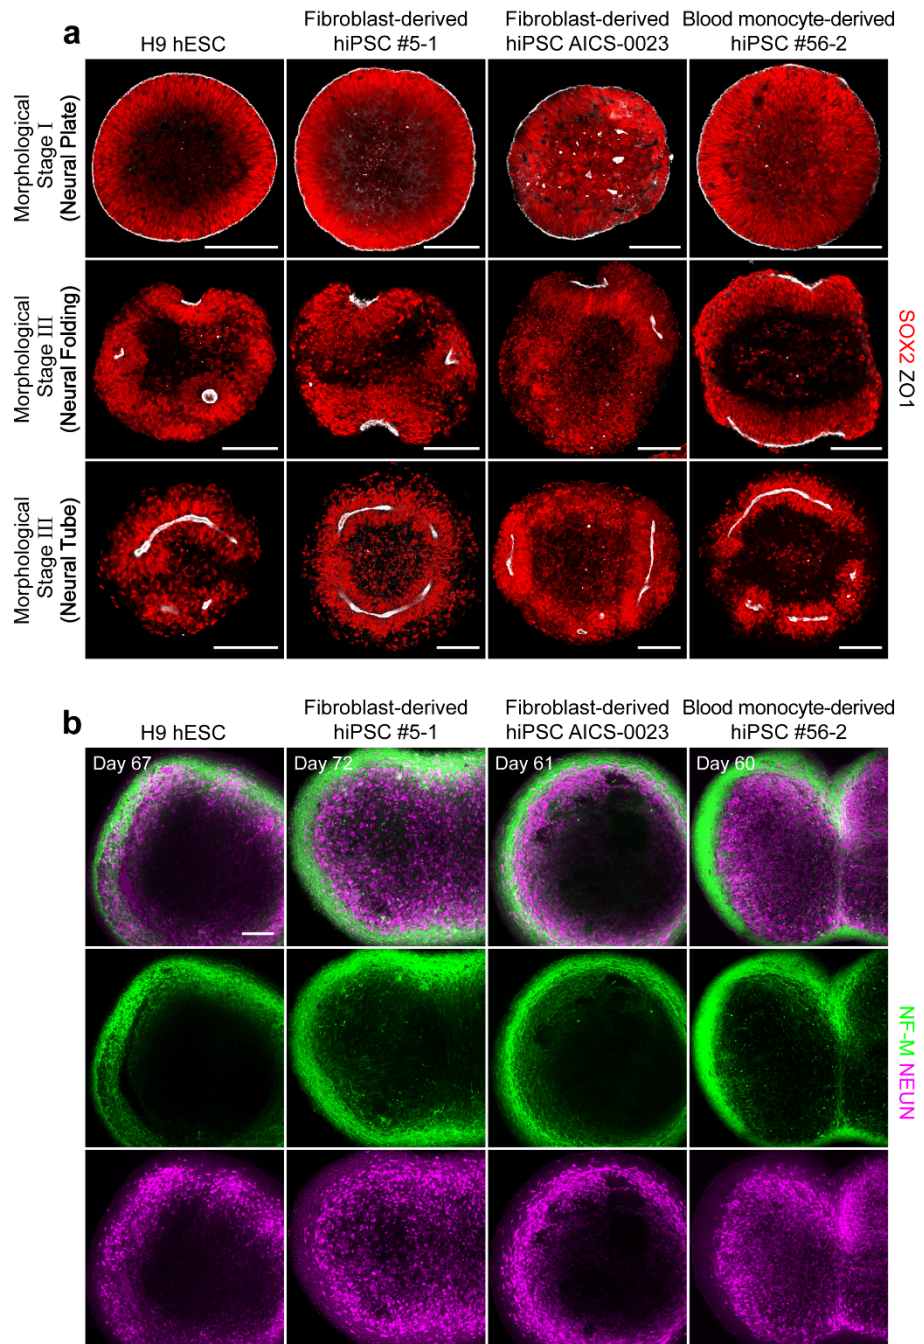 a
H9 hESC
Fibroblast-derived
hiPSC #5-1
Fibroblast-derived
hiPSC AICS-0023
Blood monocyte-derived
hiPSC #56-2
Morphological
Stage I
(Neural Plate)
Morphological
Stage III
(Neural Folding)
Morphological
Stage III
(Neural Tube)
SOX2 ZO1
b
H9 hESC
Fibroblast-derived
hiPSC #5-1
Fibroblast-derived
hiPSC AICS-0023
Blood monocyte-derived
hiPSC #56-2
Day 67
Day 72
Day 61
Day 60
NF-M NEUN